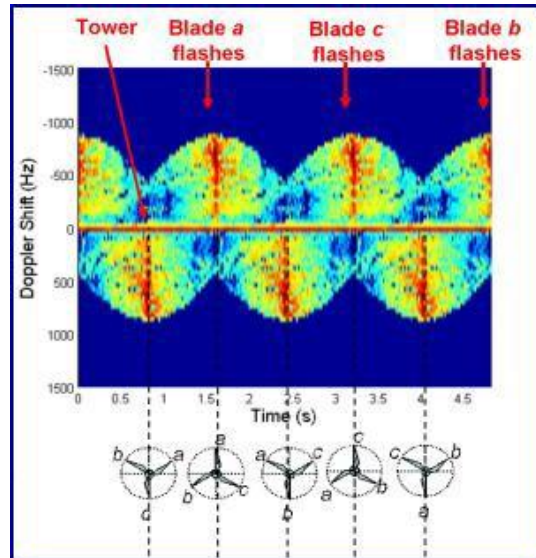 Tower
Blade a
flashes
Blade c
flashes
Blade b
flashes
-1500
-1000
-500
0
500
1000
1500
Doppler Shift (Hz)
0 0.5 1 1.5 2 2.5 3 3.5 4 4.5
Time (s)
b a c
a b c
a c b
c a b
c b a